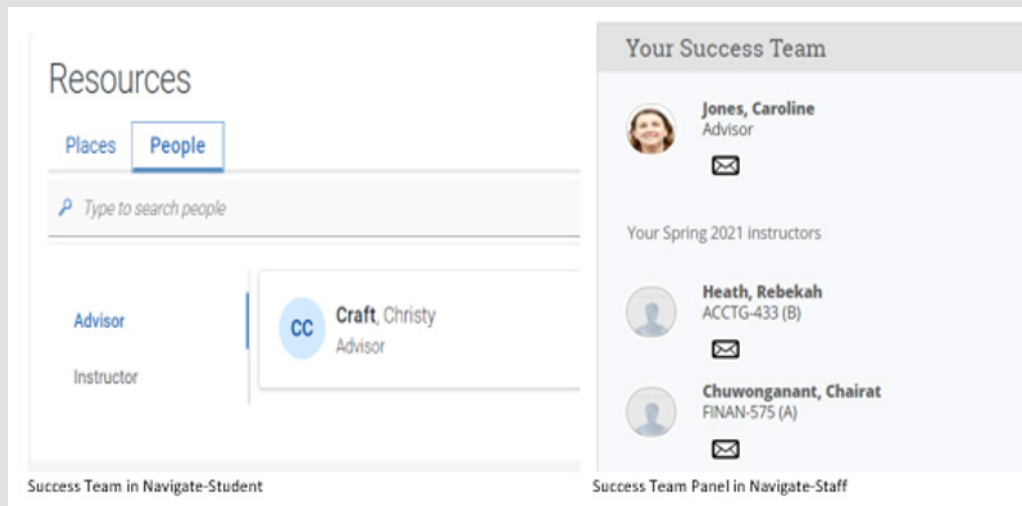 Resources
Places People
Type to search people
Advisor
Instructor
CC
Craft, Christy
Advisor
Success Team in Navigate-Student
Your Success Team
Jones, Caroline
Advisor
Your Spring 2021 instructors
Heath, Rebekah
ACCTG-433 (B)
Chuwonganant, Chairat
FINAN-575 (A)
Success Team Panel in Navigate-Staff